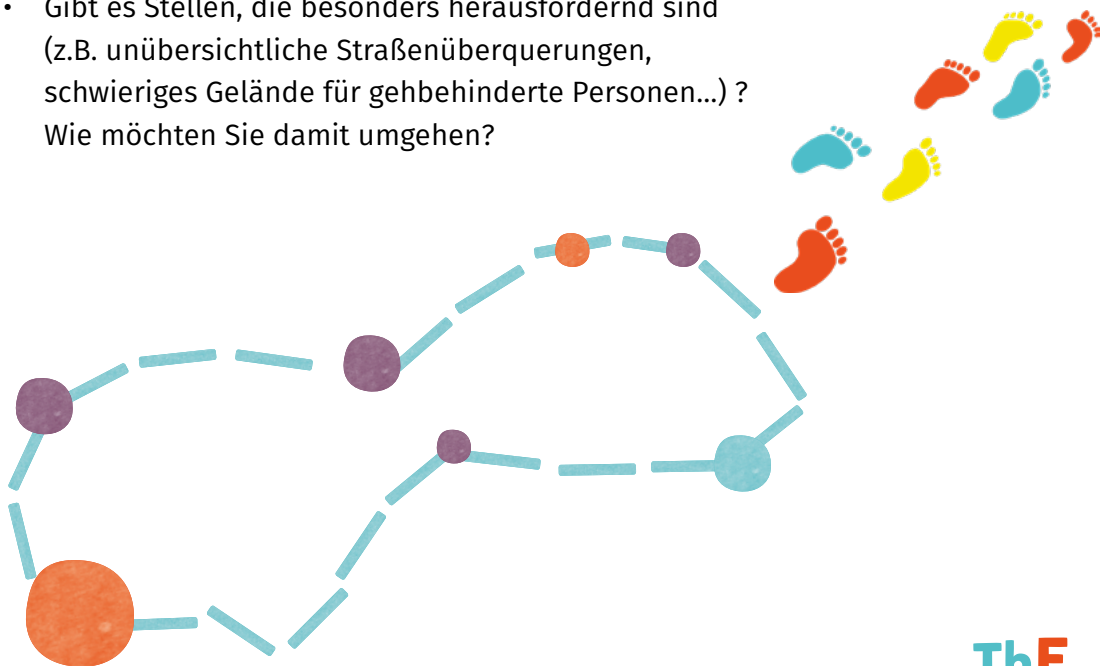 • Gibt es Stellen, die besonders herausfordernd sind
(z.B. unübersichtliche Straßenüberquerungen,
schwieriges Gelände für gehbehinderte Personen...) ?
Wie möchten Sie damit umgehen?
ThE